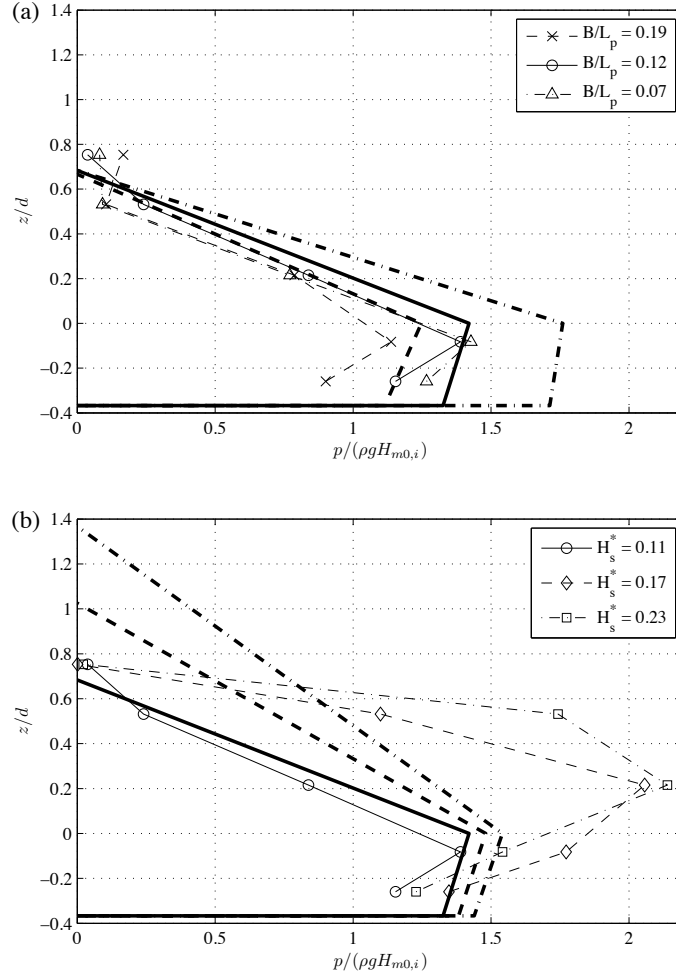 (a)
1.4
1.2
1
0.8
0.6
0.4
0.2
0
−0.2
−0.4
z/d
B/L_p = 0.19
B/L_p = 0.12
B/L_p = 0.07
0 0.5 1 1.5 2
p/(ρgH_{m0,i})
(b)
1.4
1.2
1
0.8
0.6
0.4
0.2
0
−0.2
−0.4
z/d
H_s^* = 0.11
H_s^* = 0.17
H_s^* = 0.23
0 0.5 1 1.5 2
p/(ρgH_{m0,i})